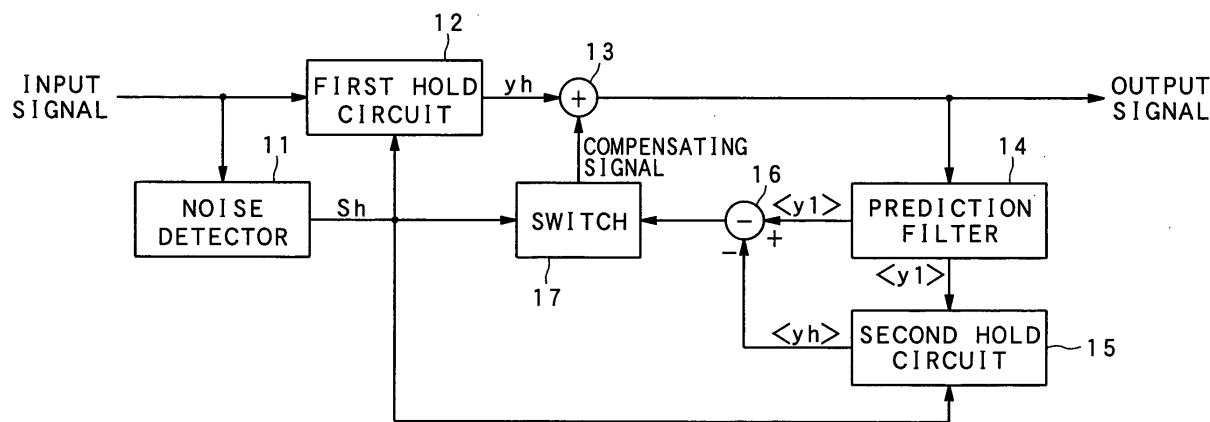 12
13
INPUT
SIGNAL
FIRST HOLD
CIRCUIT
yh
+
OUTPUT
SIGNAL
COMPENSATING
SIGNAL
11
14
16
NOISE
DETECTOR
Sh
SWITCH
−
<y1>
+
−
PREDICTION
FILTER
17
<y1>
<yh>
SECOND HOLD
CIRCUIT
15